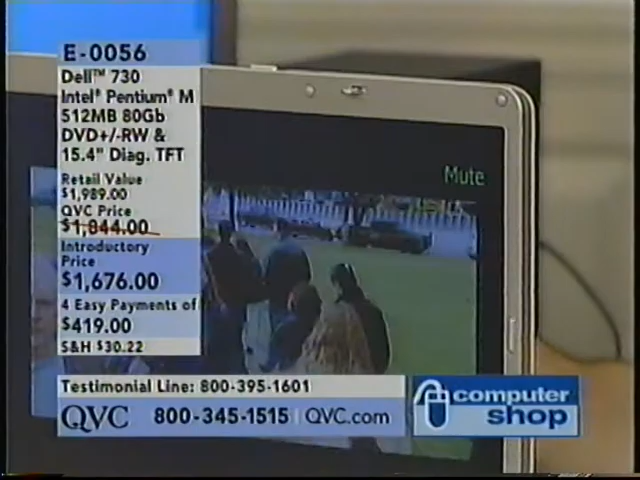 E-0056
Dell™ 730
Intel® Pentium® M
512MB 80Gb
DVD+/-RW &
15.4" Diag. TFT
Retail Value
$1,989.00
QVC Price
$1,844.00
Introductory
Price
$1,676.00
4 Easy Payments of
$419.00
S&H $30.22
Mute
Testimonial Line: 800-395-1601
QVC 800-345-1515 | QVC.com
computer
shop